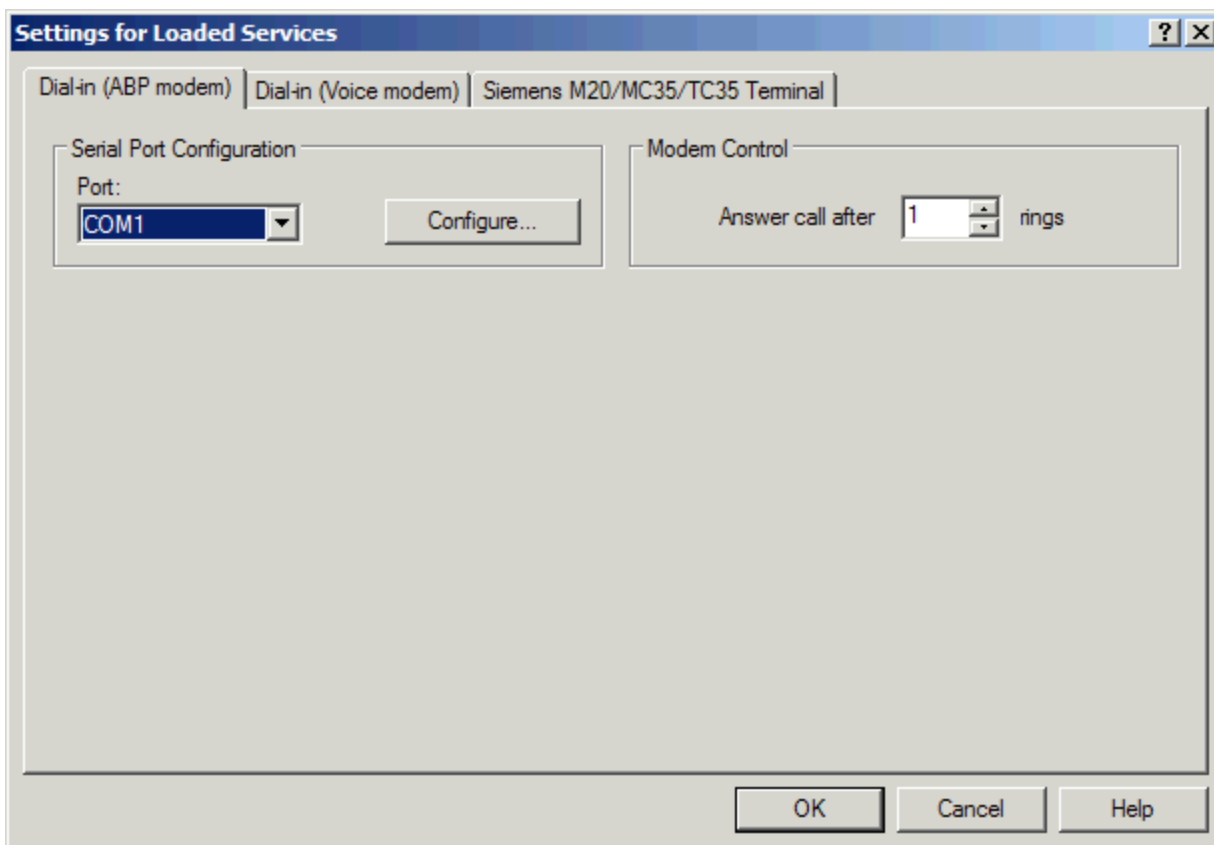 Settings for Loaded Services
Dial-in (ABP modem) Dial-in (Voice modem) Siemens M20/MC35/TC35 Terminal
Serial Port Configuration
Port:
COM1
Configure...
Modem Control
Answer call after 1 rings
OK Cancel Help